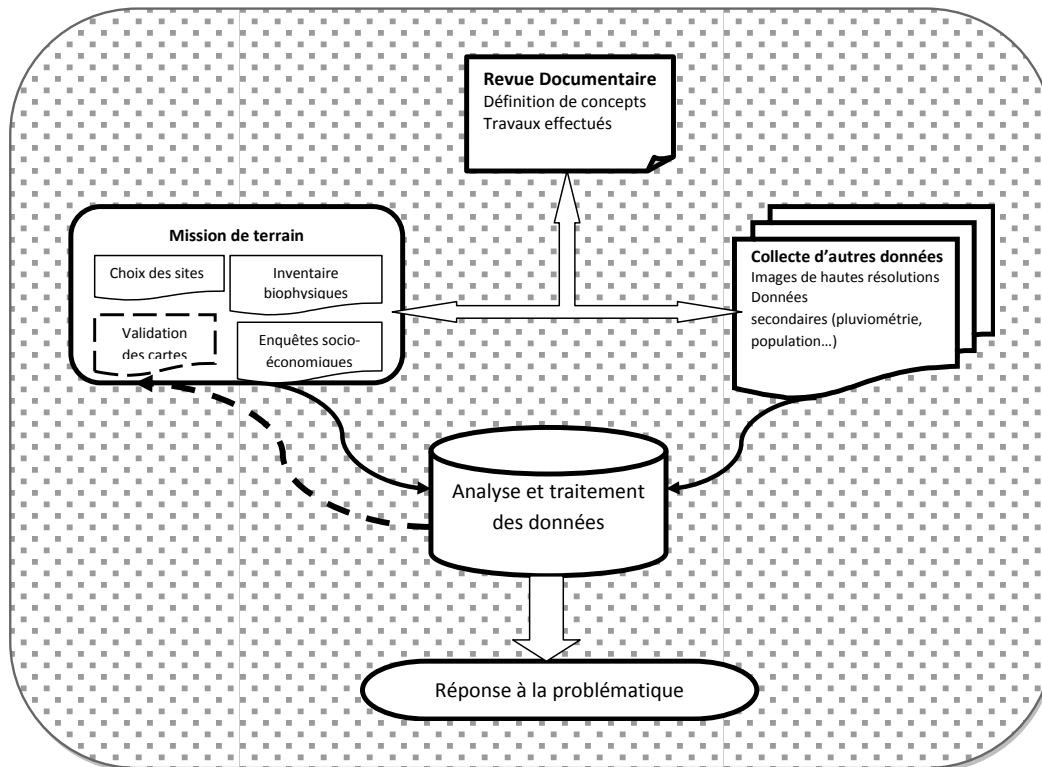 Revue Documentaire
Définition de concepts
Travaux effectués
Mission de terrain
Choix des sites
Inventaire
biophysiques
Validation
des cartes
Enquêtes socio-
économiques
Collecte d'autres données
Images de hautes résolutions
Données
secondaires (pluviométrie,
population...)
Analyse et traitement
des données
Réponse à la problématique